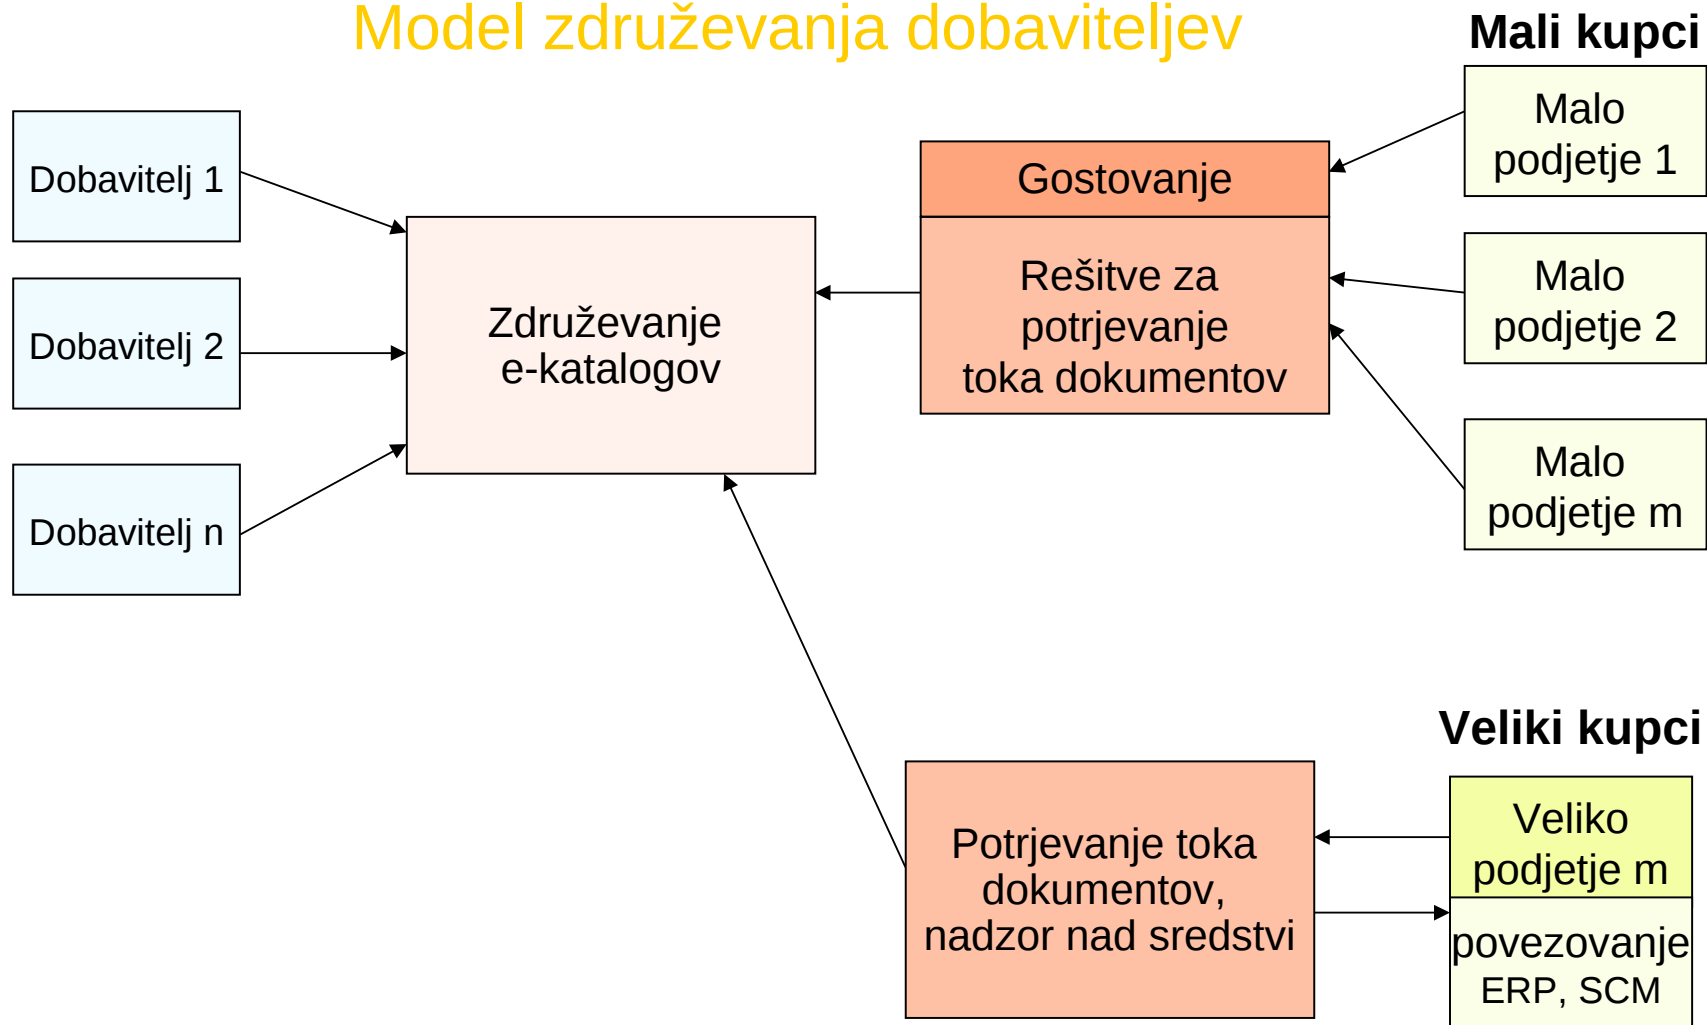 Model združevanja dobaviteljev
Mali kupci
Dobavitelj 1
Dobavitelj 2
Dobavitelj n
Združevanje
e-katalogov
Gostovanje
Rešitve za
potrjevanje
toka dokumentov
Malo
podjetje 1
Malo
podjetje 2
Malo
podjetje m
Veliki kupci
Potrjevanje toka
dokumentov,
nadzor nad sredstvi
Veliko
podjetje m
povezovanje
ERP, SCM